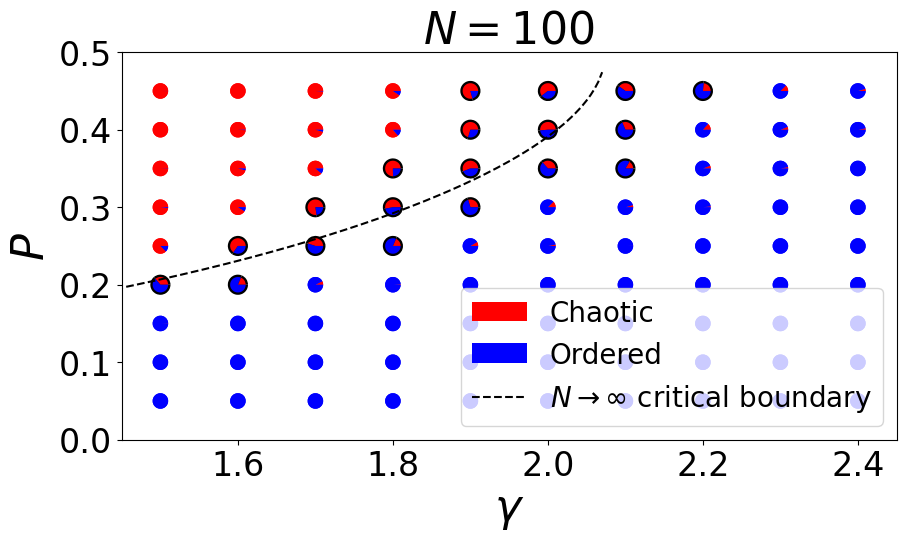 N = 100
0.5
0.4
0.3
0.2
0.1
0.0
P
Chaotic
Ordered
N → ∞ critical boundary
1.6 1.8 2.0 2.2 2.4
γ